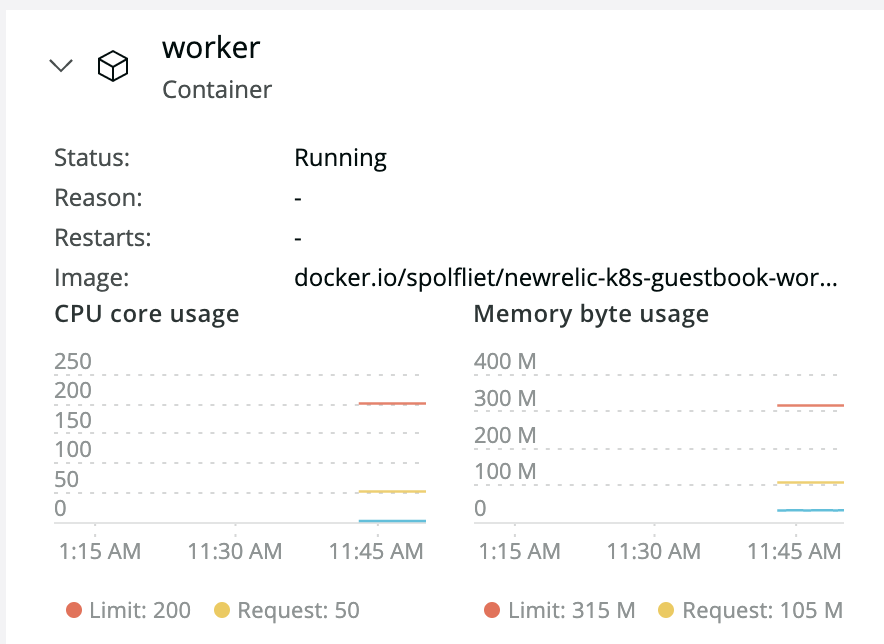 worker
Container
Status: Running
Reason: -
Restarts: -
Image: docker.io/spolfliet/newrelic-k8s-guestbook-wor...
CPU core usage
250
200
150
100
50
0
1:15 AM 11:30 AM 11:45 AM
Limit: 200 Request: 50
Memory byte usage
400 M
300 M
200 M
100 M
0
1:15 AM 11:30 AM 11:45 AM
Limit: 315 M Request: 105 M